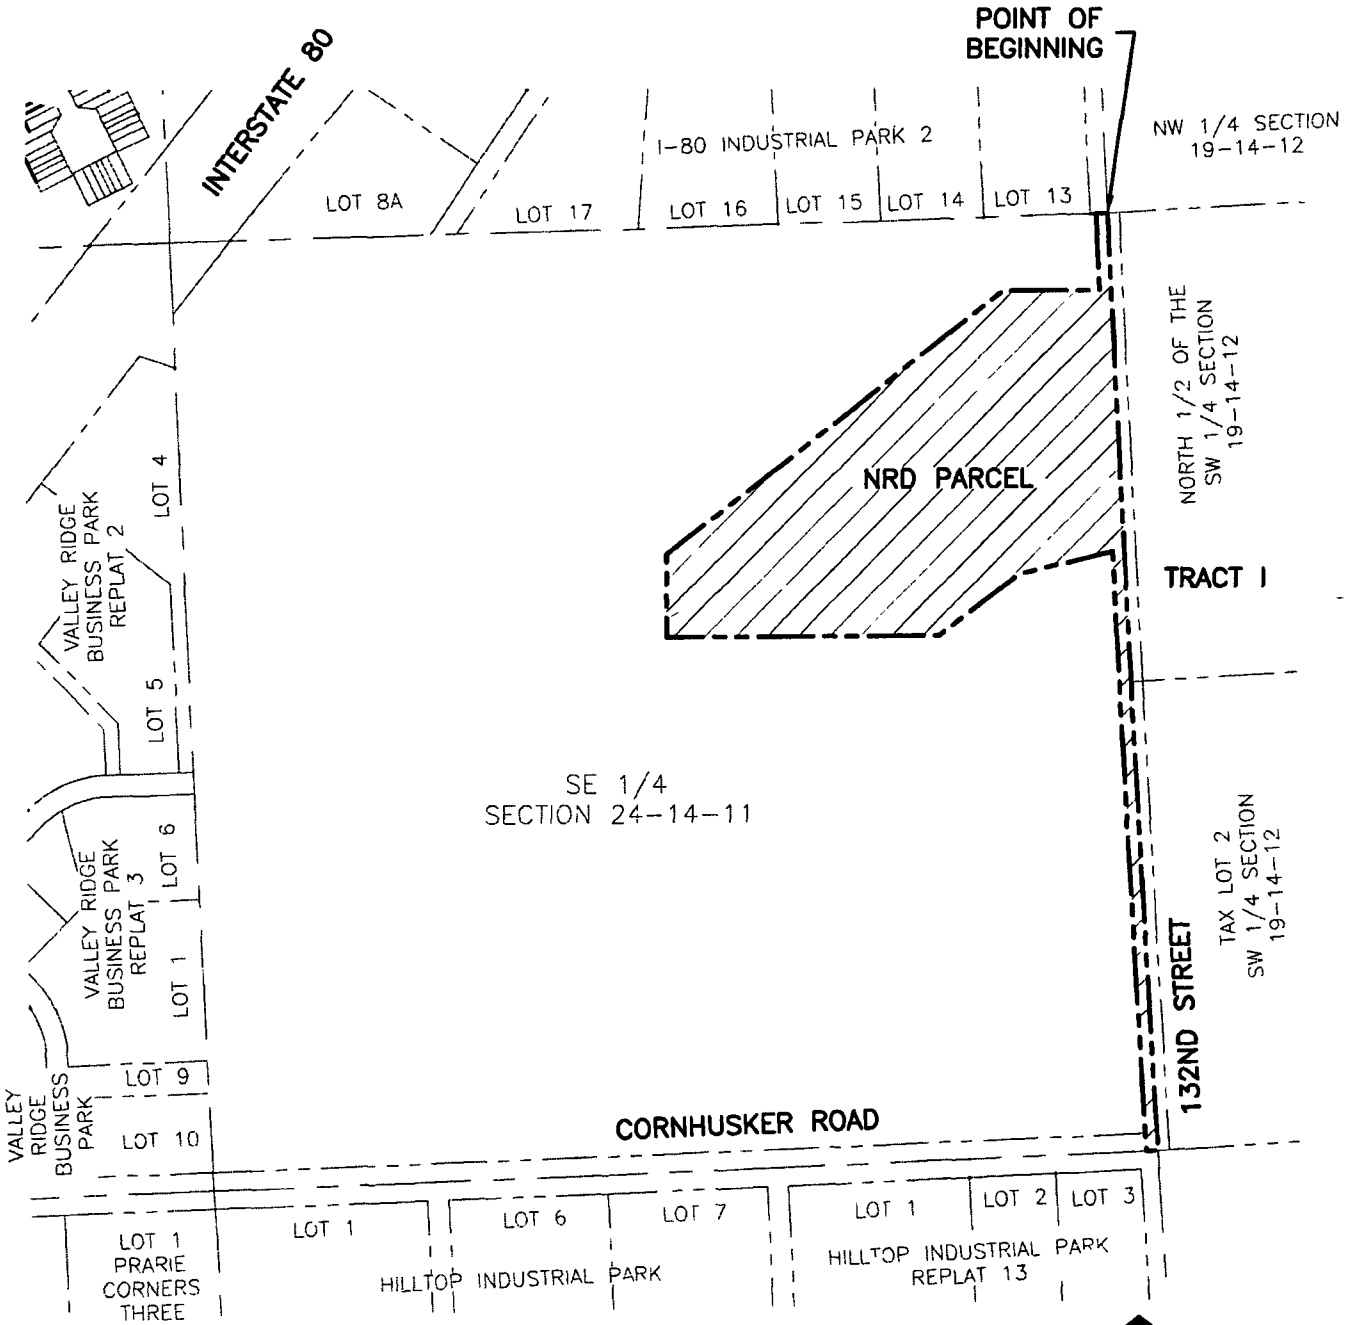 POINT OF
BEGINNING
INTERSTATE 80
NW 1/4 SECTION
19-14-12
I-80 INDUSTRIAL PARK 2
LOT 8A
LOT 17
LOT 16
LOT 15
LOT 14
LOT 13
NORTH 1/2 OF THE
SW 1/4 SECTION
19-14-12
NRD PARCEL
TRACT I
LOT 4
VALLEY RIDGE
BUSINESS PARK
REPLAT 2
LOT 5
SE 1/4
SECTION 24-14-11
LOT 6
VALLEY RIDGE
BUSINESS PARK
REPLAT 3
LOT 1
TAX LOT 2
SW 1/4 SECTION
19-14-12
132ND STREET
LOT 9
VALLEY
RIDGE
BUSINESS
PARK
LOT 10
CORNHUSKER ROAD
LOT 1
PRARIE
CORNERS
THREE
LOT 1
LOT 6
LOT 7
HILLTOP INDUSTRIAL PARK
LOT 1
LOT 2
LOT 3
HILLTOP INDUSTRIAL PARK
REPLAT 13